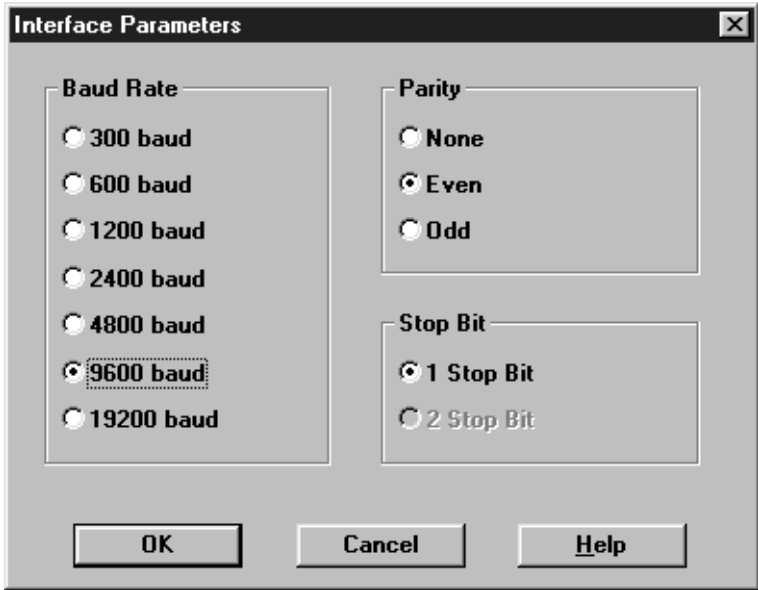 Interface Parameters
Baud Rate
300 baud
600 baud
1200 baud
2400 baud
4800 baud
9600 baud
19200 baud
Parity
None
Even
Odd
Stop Bit
1 Stop Bit
2 Stop Bit
OK
Cancel
Help